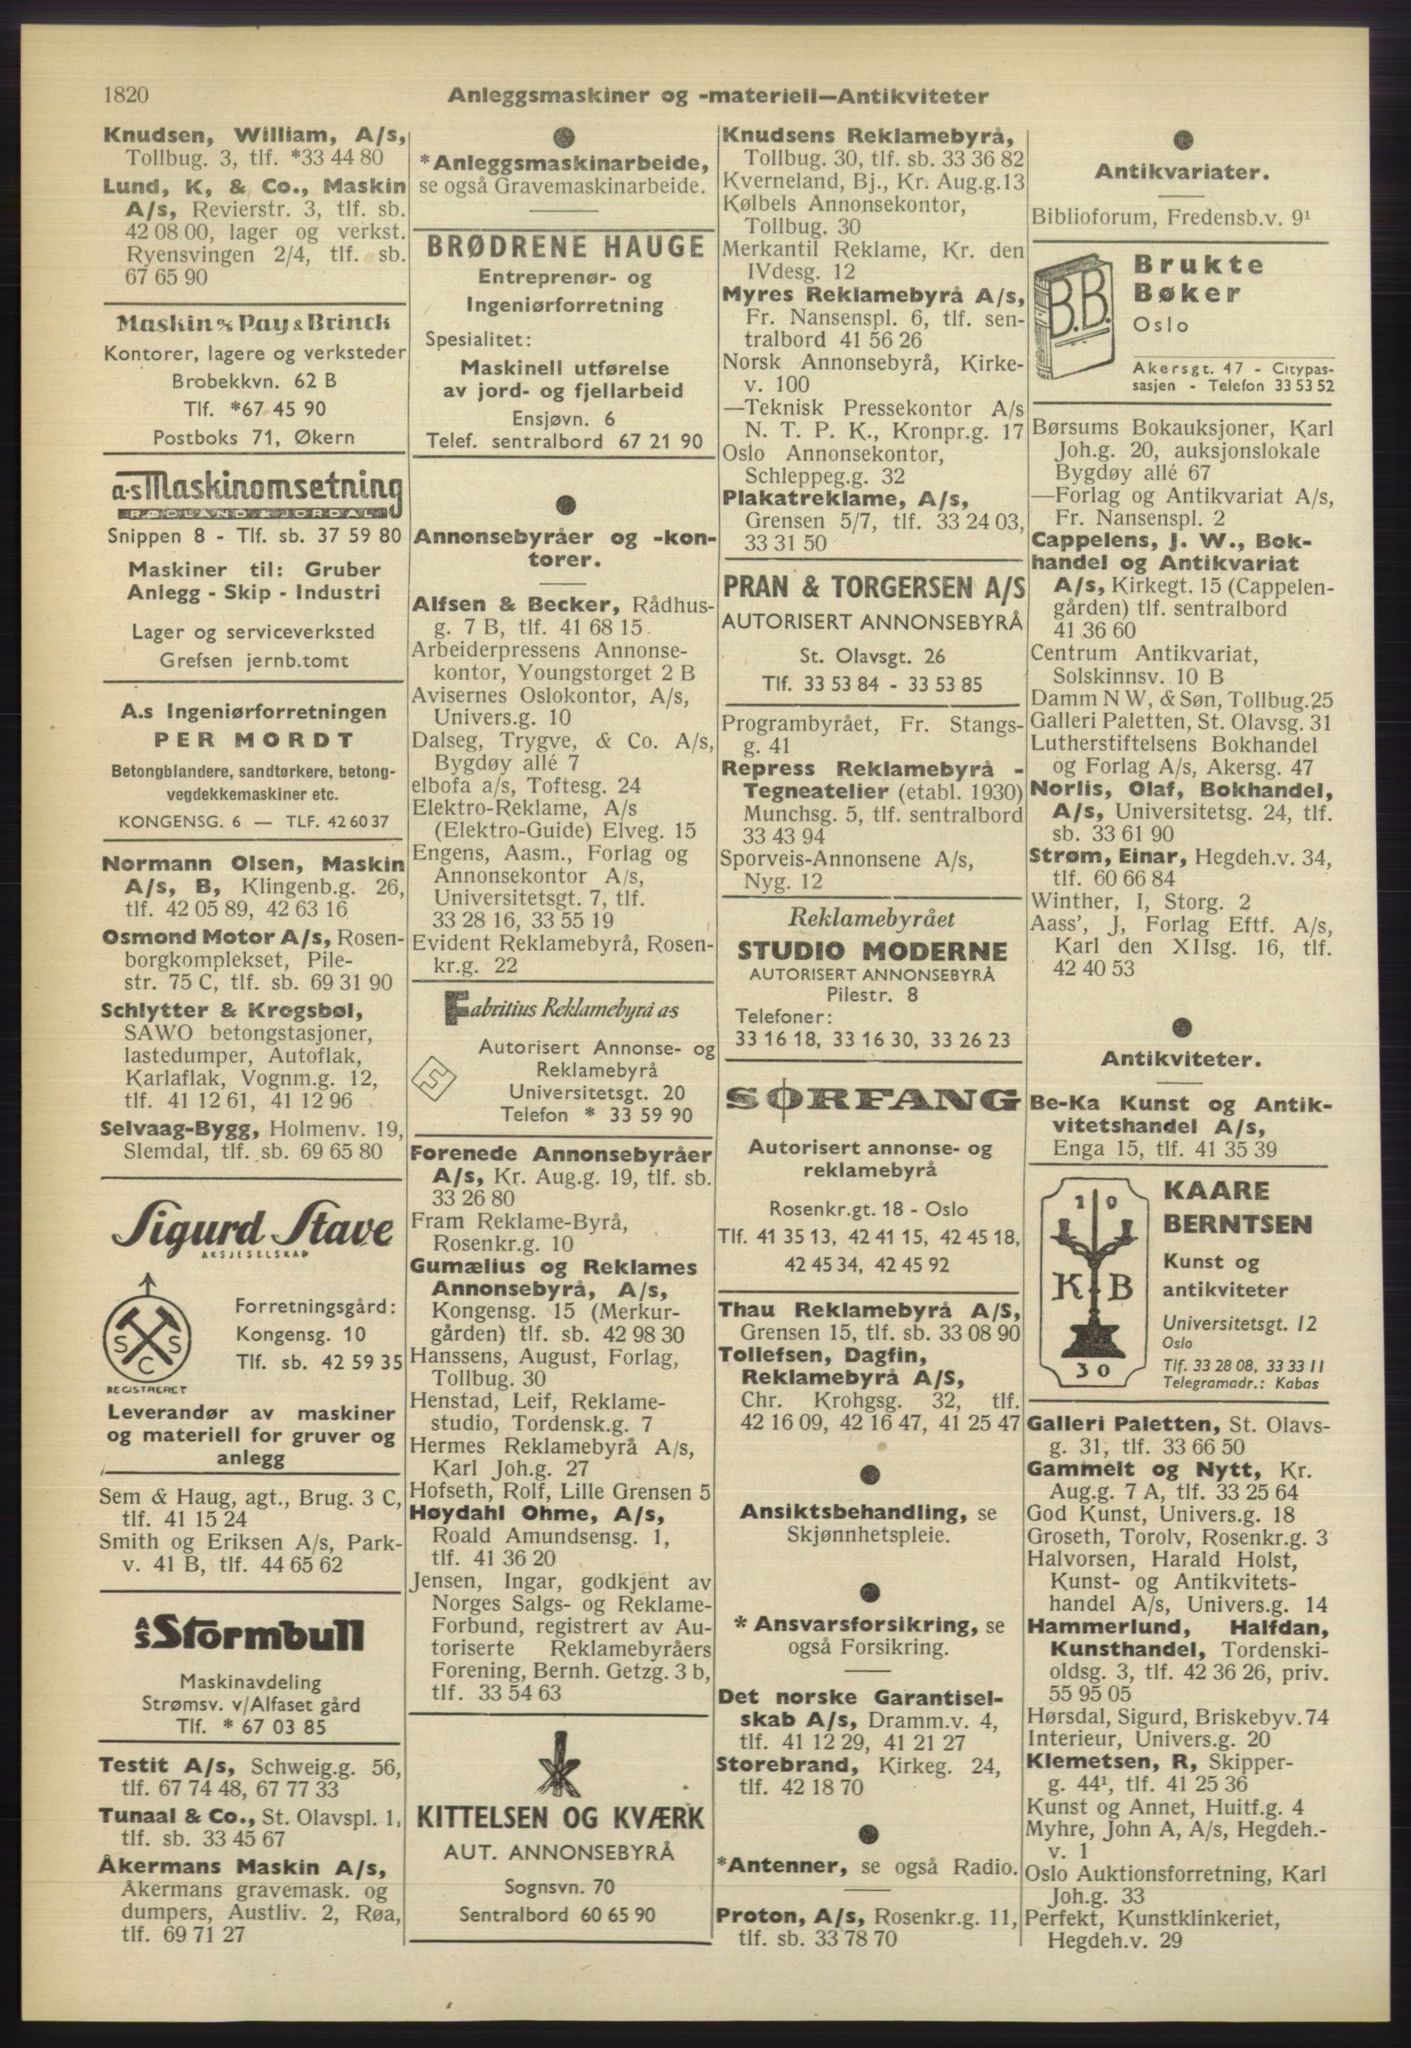 1820
Anleggsmaskiner og -materiell—Antikviteter
Knudsen, William, A/s,
Tollbug. 3, tlf. *33 44 80
Lund, K, & Co., Maskin
A/s, Revierstr. 3, tlf. sb.
42 08 00, lager og verkst.
Ryensvingen 2/4, tlf. sb.
67 65 90
Maskin A/s Pay & Brinck
Kontorer, lagere og verksteder
Brobekkvn. 62 B
Tlf. *67 45 90
Postboks 71, Økern
a-s Maskinomsetning
RØDLAND & JORDAL
Snippen 8 - Tlf. sb. 37 59 80
Maskiner til: Gruber
Anlegg - Skip - Industri
Lager og serviceverksted
Grefsen jernb.tomt
A.s Ingeniørforretningen
PER MORDT
Betongblandere, sandtørkere, betong-
vegdekkemaskiner etc.
KONGENSG. 6 — TLF. 42 60 37
Normann Olsen, Maskin
A/s, B, Klingenb.g. 26,
tlf. 42 05 89, 42 63 16
Osmond Motor A/s, Rosen-
borgkomplekset, Pile-
str. 75 C, tlf. sb. 69 31 90
Schlytter & Krogsbøl,
SAWO betongstasjoner,
lastedumper, Autoflak,
Karlaflak, Vognm.g. 12,
tlf. 41 12 61, 41 12 96
Selvaag-Bygg, Holmenv. 19,
Slemdal, tlf. sb. 69 65 80
Sigurd Stave
AKSJESELSKAP
S S C
REGISTRERET
Forretningsgård:
Kongensg. 10
Tlf. sb. 42 59 35
Leverandør av maskiner
og materiell for gruver og
anlegg
Sem & Haug, agt., Brug. 3 C,
tlf. 41 15 24
Smith og Eriksen A/s, Park-
v. 41 B, tlf. 44 65 62
A/S Stormbull
Maskinavdeling
Strømsv. v/Alfaset gård
Tlf. * 67 03 85
Testit A/s, Schweig.g. 56,
tlf. 67 74 48, 67 77 33
Tunaal & Co., St. Olavspl. 1,
tlf. sb. 33 45 67
Åkermans Maskin A/s,
Åkermans gravemask. og
dumpers, Austliv. 2, Røa,
tlf. 69 71 27
*Anleggsmaskinarbeide,
se også Gravemaskinarbeide.
BRØDRENE HAUGE
Entreprenør- og
Ingeniørforretning
Spesialitet:
Maskinell utførelse
av jord- og fjellarbeid
Ensjøvn. 6
Telef. sentralbord 67 21 90
Annonsebyråer og -kon-
torer.
Alfsen & Becker, Rådhus-
g. 7 B, tlf. 41 68 15
Arbeiderpressens Annonse-
kontor, Youngstorget 2 B
Avisernes Oslokontor, A/s,
Univers.g. 10
Dalseg, Trygve, & Co. A/s,
Bygdøy allé 7
elbofa a/s, Toftesg. 24
Elektro-Reklame, A/s
(Elektro-Guide) Elveg. 15
Engens, Aasm., Forlag og
Annonsekontor A/s,
Universitetsgt. 7, tlf.
33 28 16, 33 55 19
Evident Reklamebyrå, Rosen-
kr.g. 22
Fabritius Reklamebyrå as
Autorisert Annonse- og
Reklamebyrå
Universitetsgt. 20
Telefon * 33 59 90
Forenede Annonsebyråer
A/s, Kr. Aug.g. 19, tlf. sb.
33 26 80
Fram Reklame-Byrå,
Rosenkr.g. 10
Gumælius og Reklames
Annonsebyrå, A/s,
Kongensg. 15 (Merkur-
gården) tlf. sb. 42 98 30
Hanssens, August, Forlag,
Tollbug. 30
Henstad, Leif, Reklame-
studio, Tordensk.g. 7
Hermes Reklamebyrå A/s,
Karl Joh.g. 27
Hofseth, Rolf, Lille Grensen 5
Høydahl Ohme, A/s,
Roald Amundsensg. 1,
tlf. 41 36 20
Jensen, Ingar, godkjent av
Norges Salgs- og Reklame-
Forbund, registrert av Au-
toriserte Reklamebyråers
Forening, Bernh. Getzg. 3 b,
tlf. 33 54 63
KITTELSEN OG KVÆRK
AUT. ANNONSEBYRÅ
Sognsvn. 70
Sentralbord 60 65 90
Knudsens Reklamebyrå,
Tollbug. 30, tlf. sb. 33 36 82
Kverneland, Bj., Kr. Aug.g.13
Kølbels Annonsekontor,
Tollbug. 30
Merkantil Reklame, Kr. den
IVdesg. 12
Myres Reklamebyrå A/s,
Fr. Nansenspl. 6, tlf. sen-
tralbord 41 56 26
Norsk Annonsebyrå, Kirke-
v. 100
—Teknisk Pressekontor A/s
N. T. P. K., Kronpr.g. 17
Oslo Annonsekontor,
Schleppeg.g. 32
Plakatreklame, A/s,
Grensen 5/7, tlf. 33 24 03,
33 31 50
PRAN & TORGERSEN A/S
AUTORISERT ANNONSEBYRÅ
St. Olavsgt. 26
Tlf. 33 53 84 - 33 53 85
Programbyrået, Fr. Stangs-
g. 41
Repress Reklamebyrå -
Tegneatelier (etabl. 1930)
Munchsg. 5, tlf. sentralbord
33 43 94
Sporveis-Annonsene A/s,
Nyg. 12
Reklamebyrået
STUDIO MODERNE
AUTORISERT ANNONSEBYRÅ
Pilestr. 8
Telefoner:
33 16 18, 33 16 30, 33 26 23
SØRFANG
Autorisert annonse- og
reklamebyrå
Rosenkr.gt. 18 - Oslo
Tlf. 41 35 13, 42 41 15, 42 45 18,
42 45 34, 42 45 92
Thau Reklamebyrå A/S,
Grensen 15, tlf. sb. 33 08 90
Tollefsen, Dagfin,
Reklamebyrå A/S,
Chr. Krohgsg. 32, tlf.
42 16 09, 42 16 47, 41 25 47
Ansiktsbehandling, se
Skjønnhetspleie.
* Ansvarsforsikring, se
også Forsikring.
Det norske Garantisel-
skab A/s, Dramm.v. 4,
tlf. 41 12 29, 41 21 27
Storebrand, Kirkeg. 24,
tlf. 42 18 70
*Antenner, se også Radio.
Proton, A/s, Rosenkr.g. 11,
tlf. sb. 33 78 70
Antikvariater.
Biblioforum, Fredensb.v. 9¹
B.B.
Brukte
Bøker
Oslo
Akersgt. 47 - Citypas-
sasjen - Telefon 33 53 52
Børsums Bokauksjoner, Karl
Joh.g. 20, auksjonslokale
Bygdøy allé 67
—Forlag og Antikvariat A/s,
Fr. Nansenspl. 2
Cappelens, J. W., Bok-
handel og Antikvariat
A/s, Kirkegt. 15 (Cappelen-
gården) tlf. sentralbord
41 36 60
Centrum Antikvariat,
Solskinnsv. 10 B
Damm N W, & Søn, Tollbug.25
Galleri Paletten, St. Olavsg. 31
Lutherstiftelsens Bokhandel
og Forlag A/s, Akersg. 47
Norlis, Olaf, Bokhandel,
A/s, Universitetsg. 24, tlf.
sb. 33 61 90
Strøm, Einar, Hegdeh.v. 34,
tlf. 60 66 84
Winther, I, Storg. 2
Aass', J, Forlag Eftf. A/s,
Karl den XIIsg. 16, tlf.
42 40 53
Antikviteter.
Be-Ka Kunst og Antik-
vitetshandel A/s,
Enga 15, tlf. 41 35 39
19
K B
30
KAARE
BERNTSEN
Kunst og
antikviteter
Universitetsgt. 12
Oslo
Tlf. 33 28 08, 33 33 11
Telegramadr.: Kabas
Galleri Paletten, St. Olavs-
g. 31, tlf. 33 66 50
Gammelt og Nytt, Kr.
Aug.g. 7 A, tlf. 33 25 64
God Kunst, Univers.g. 18
Groseth, Torolv, Rosenkr.g. 3
Halvorsen, Harald Holst,
Kunst- og Antikvitets-
handel A/s, Univers.g. 14
Hammerlund, Halfdan,
Kunsthandel, Tordenski-
oldsg. 3, tlf. 42 36 26, priv.
55 95 05
Hørsdal, Sigurd, Briskebyv. 74
Interieur, Univers.g. 20
Klemetsen, R, Skipper-
g. 44¹, tlf. 41 25 36
Kunst og Annet, Huitf.g. 4
Myhre, John A, A/s, Hegdeh.-
v. 1
Oslo Auktionsforretning, Karl
Joh.g. 33
Perfekt, Kunstklinkeriet,
Hegdeh.v. 29